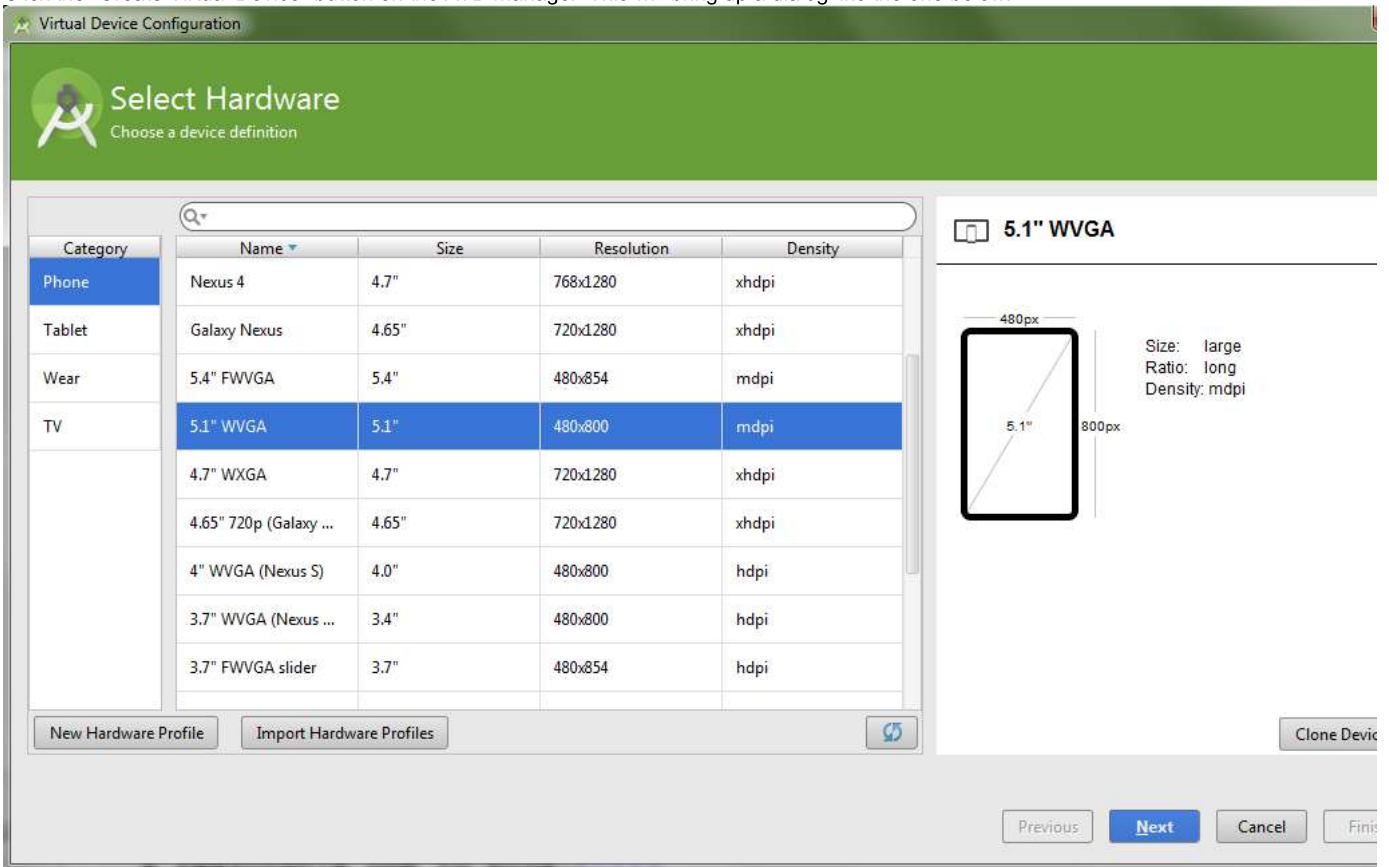 Virtual Device Configuration
Select Hardware
Choose a device definition
Category
Name Size Resolution Density
Phone
Tablet
Wear
TV
Nexus 4 4.7" 768x1280 xhdpi
Galaxy Nexus 4.65" 720x1280 xhdpi
5.4" FWVGA 5.4" 480x854 mdpi
5.1" WVGA 5.1" 480x800 mdpi
4.7" WXGA 4.7" 720x1280 xhdpi
4.65" 720p (Galaxy ... 4.65" 720x1280 xhdpi
4" WVGA (Nexus S) 4.0" 480x800 hdpi
3.7" WVGA (Nexus ... 3.4" 480x800 hdpi
3.7" FWVGA slider 3.7" 480x854 hdpi
New Hardware Profile Import Hardware Profiles
5.1" WVGA
480px
5.1"
800px
Size: large
Ratio: long
Density: mdpi
Clone Devic
Previous Next Cancel Finis